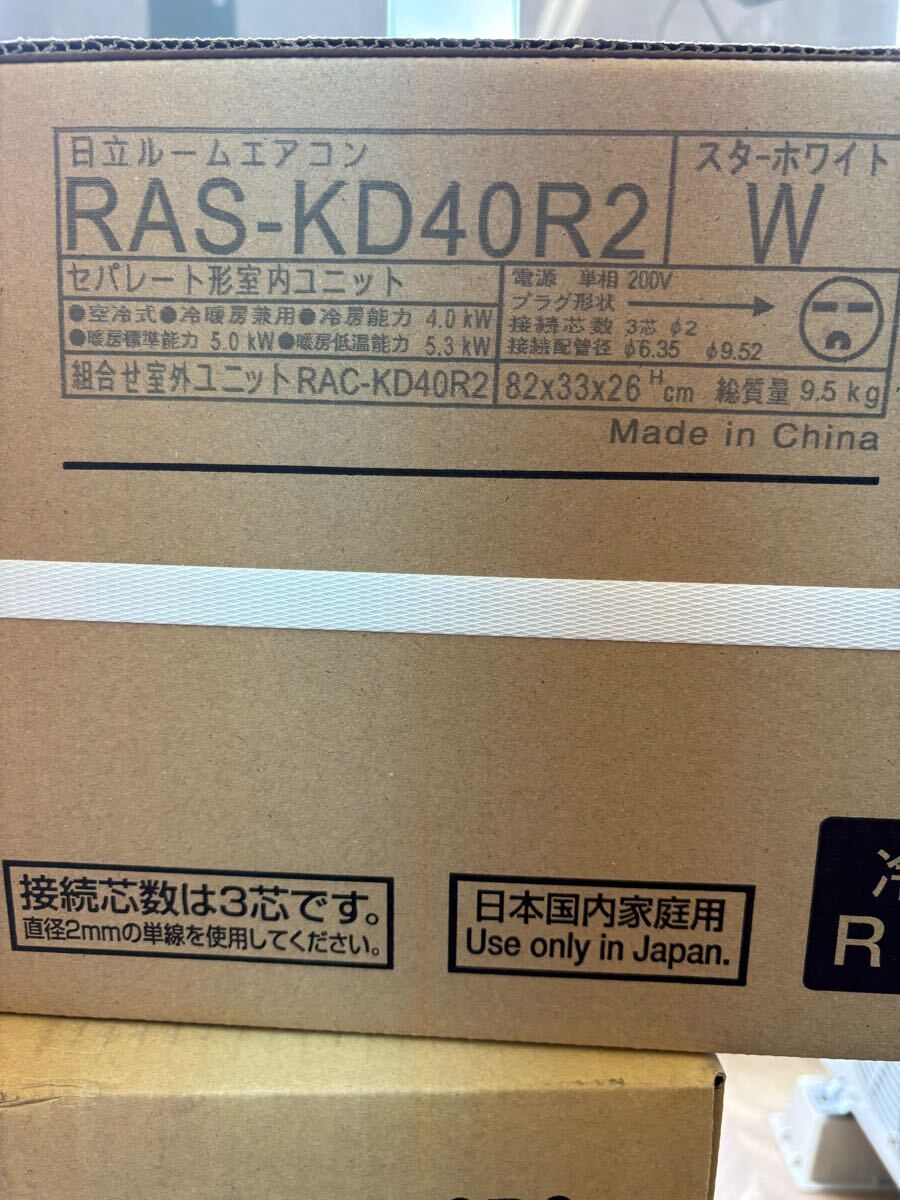 日立ルームエアコン
RAS-KD40R2
スターホワイト
W
セパレート形室内ユニット
●空冷式●冷暖房兼用●冷房能力 4.0 kW
●暖房標準能力 5.0 kW●暖房低温能力 5.3 kW
電源 単相 200V
プラグ形状
接続芯数 3芯 φ2
接続配管径 φ6.35 φ9.52
組合せ室外ユニットRAC-KD40R2
82x33x26ᴴcm 総質量 9.5 kg
Made in China
接続芯数は3芯です。
直径2mmの単線を使用してください。
日本国内家庭用
Use only in Japan.
R